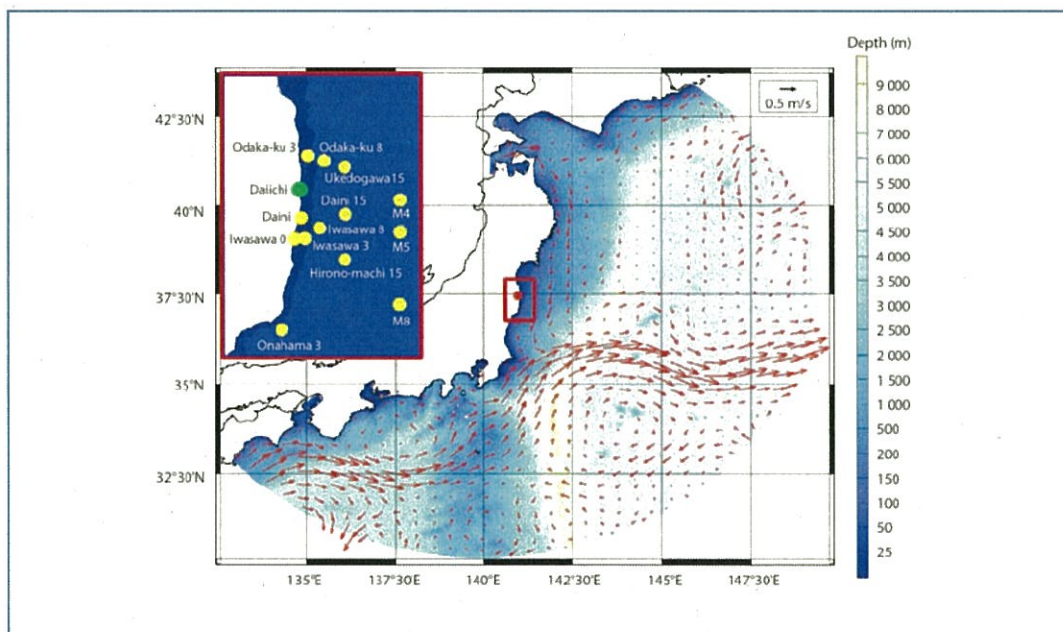 Depth (m)
0.5 m/s
9 000
8 000
7 000
6 000
5 500
5 000
4 500
4 000
3 500
3 000
2 500
2 000
1 500
1 000
500
200
150
100
50
25
42°30'N
40°N
37°30'N
35°N
32°30'N
135°E
137°30'E
140°E
142°30'E
145°E
147°30'E
Odaka-ku 3
Odaka-ku 8
Ukedogawa 15
Daiichi
Daini 15
M4
Daini
Iwasawa 8
M5
Iwasawa 0
Iwasawa 3
Hirono-machi 15
M8
Onahama 3